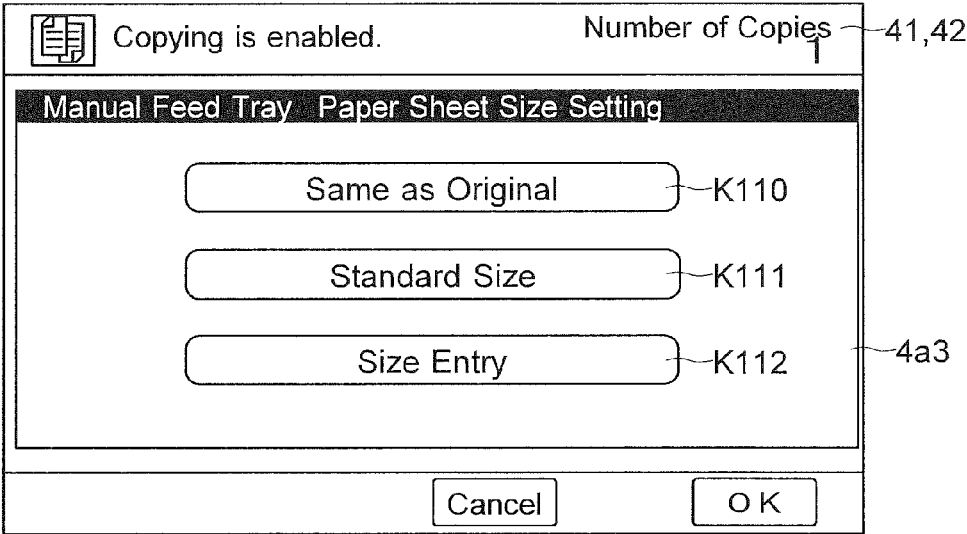 Copying is enabled. Number of Copies 41,42
1
Manual Feed Tray Paper Sheet Size Setting
Same as Original K110
Standard Size K111
Size Entry K112
4a3
Cancel OK